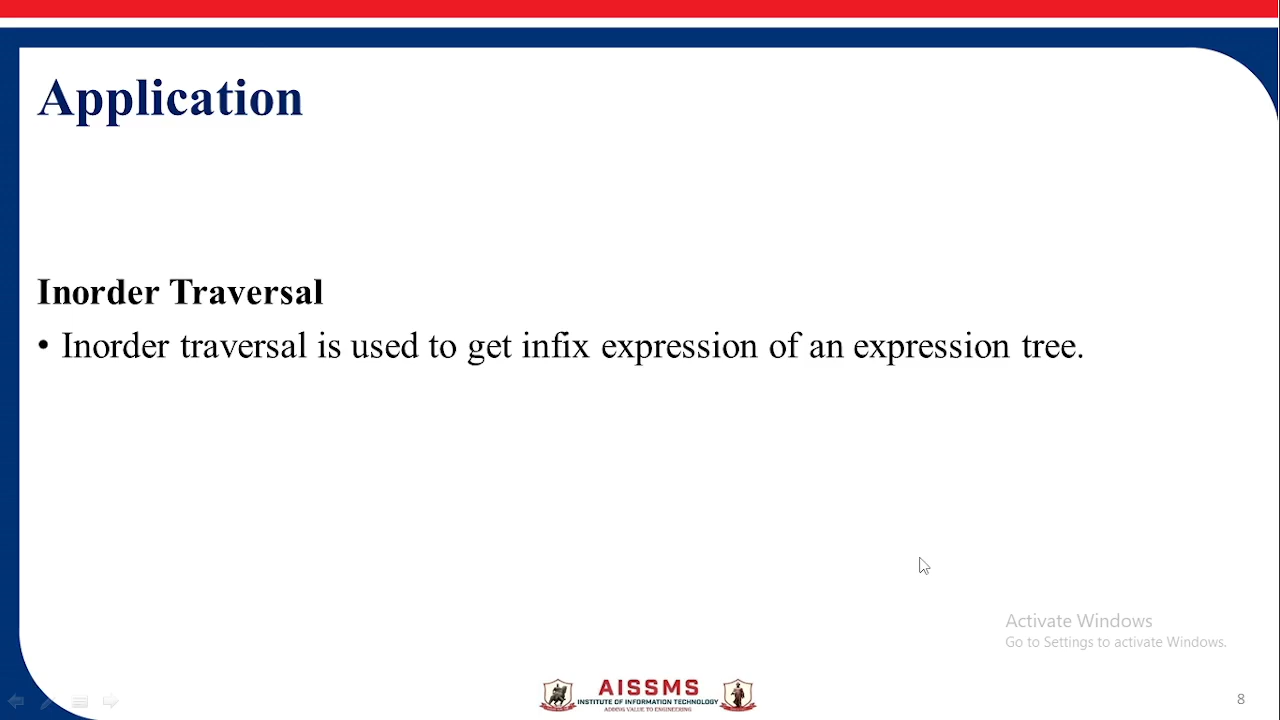 Application
Inorder Traversal
• Inorder traversal is used to get infix expression of an expression tree.
Activate Windows
Go to Settings to activate Windows.
AISSMS
INSTITUTE OF INFORMATION TECHNOLOGY
ADDING VALUE TO ENGINEERING
8